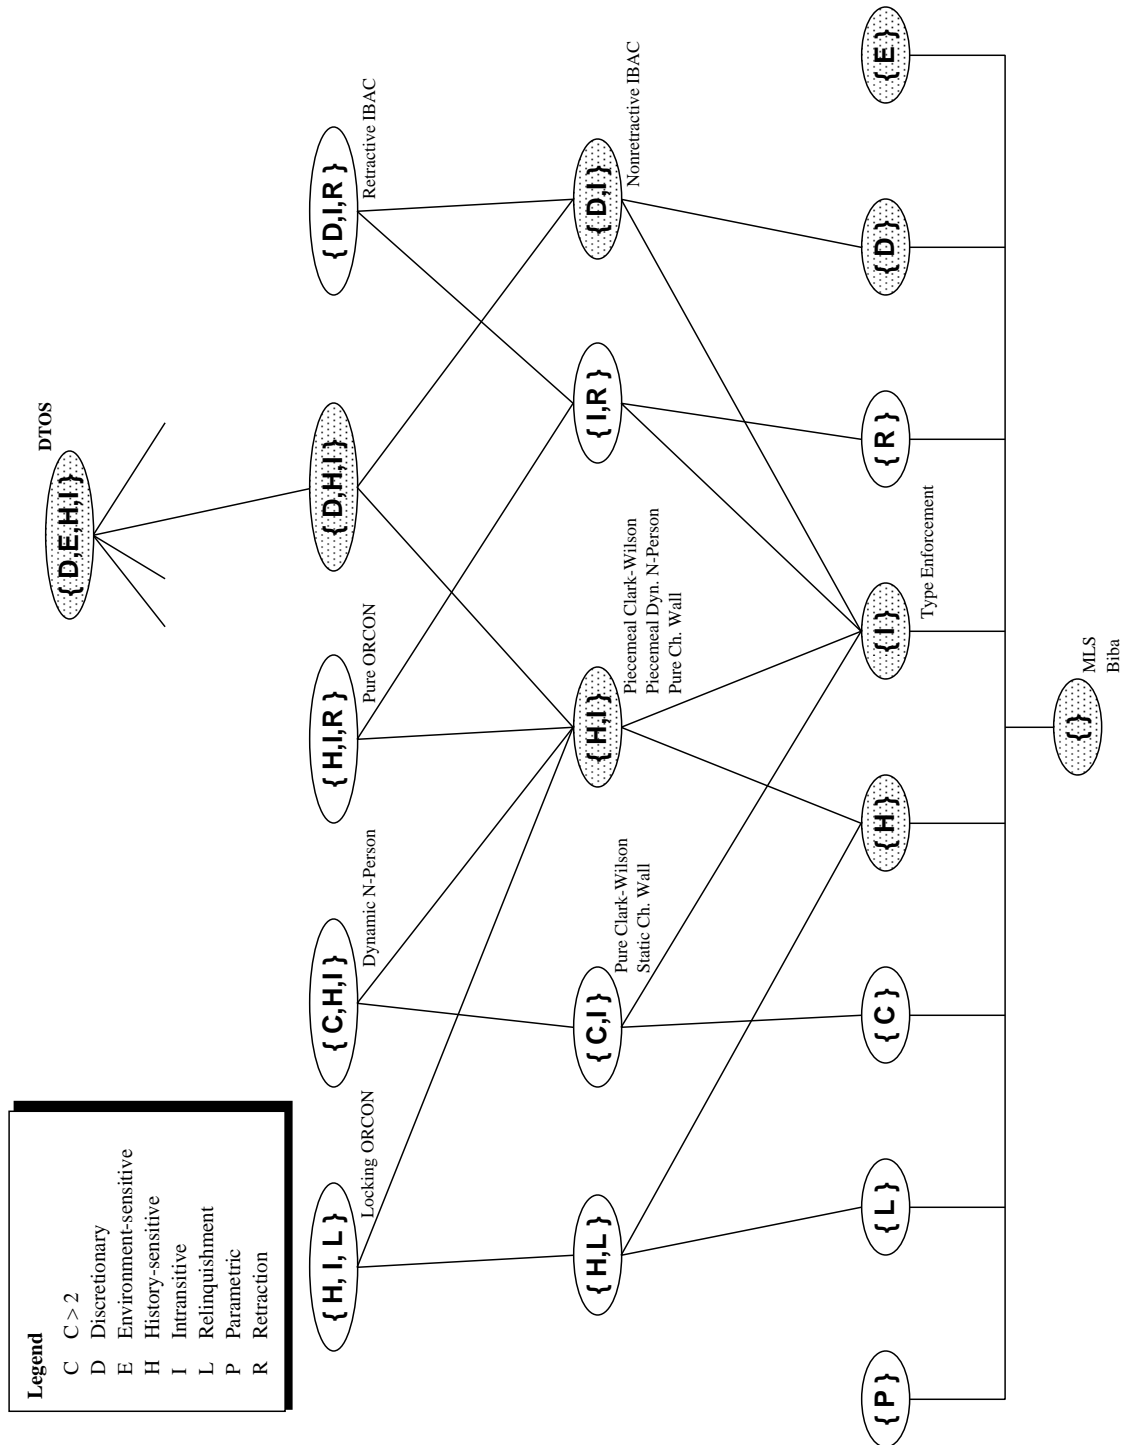 Legend
C C > 2
D Discretionary
E Environment-sensitive
H History-sensitive
I Intransitive
L Relinquishment
P Parametric
R Retraction
DTOS
{ D,E,H,I }
{ H, I, L }
Locking ORCON
{ C,H,I }
Dynamic N-Person
{ H,I,R }
Pure ORCON
{ D,H,I }
{ D,I,R }
Retractive IBAC
{ H,L }
{ C,I }
Pure Clark-Wilson
Static Ch. Wall
{ H,I }
Piecemeal Clark-Wilson
Piecemeal Dyn. N-Person
Pure Ch. Wall
{ I,R }
{ D,I }
Nonretractive IBAC
{ P }
{ L }
{ C }
{ H }
{ I }
Type Enforcement
{ R }
{ D }
{ E }
{ }
MLS
Biba